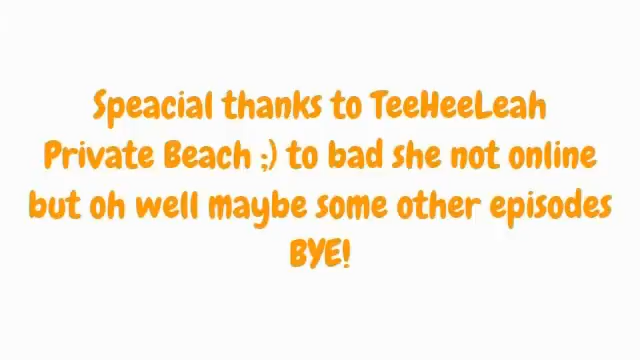 Speacial thanks to TeeHeeLeah
Private Beach ;) to bad she not online
but oh well maybe some other episodes
BYE!